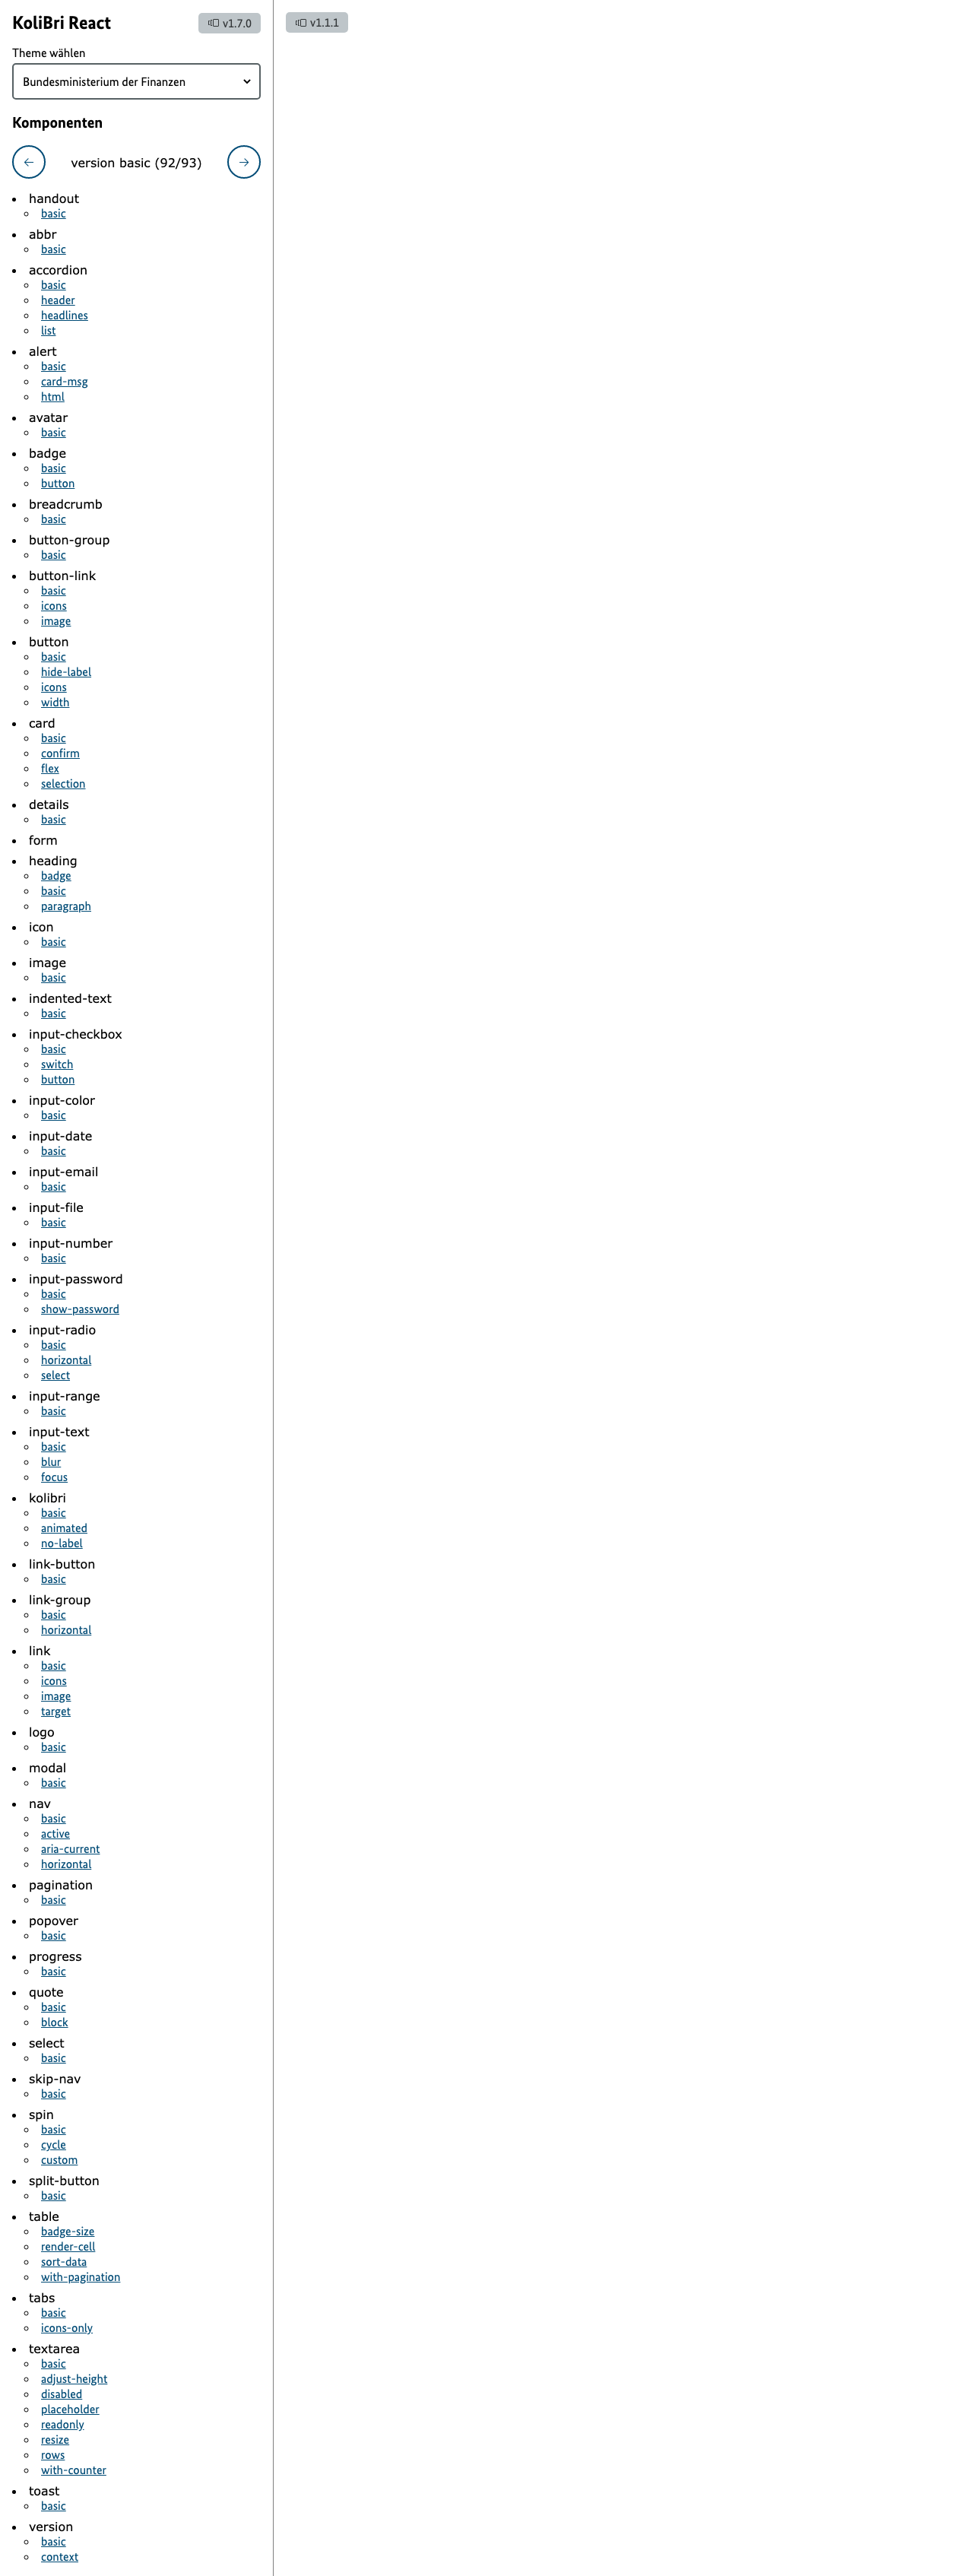 KoliBri React
v1.7.0
v1.1.1
Theme wählen
Bundesministerium der Finanzen
Komponenten
version basic (92/93)
handout
basic
abbr
basic
accordion
basic
header
headlines
list
alert
basic
card-msg
html
avatar
basic
badge
basic
button
breadcrumb
basic
button-group
basic
button-link
basic
icons
image
button
basic
hide-label
icons
width
card
basic
confirm
flex
selection
details
basic
form
heading
badge
basic
paragraph
icon
basic
image
basic
indented-text
basic
input-checkbox
basic
switch
button
input-color
basic
input-date
basic
input-email
basic
input-file
basic
input-number
basic
input-password
basic
show-password
input-radio
basic
horizontal
select
input-range
basic
input-text
basic
blur
focus
kolibri
basic
animated
no-label
link-button
basic
link-group
basic
horizontal
link
basic
icons
image
target
logo
basic
modal
basic
nav
basic
active
aria-current
horizontal
pagination
basic
popover
basic
progress
basic
quote
basic
block
select
basic
skip-nav
basic
spin
basic
cycle
custom
split-button
basic
table
badge-size
render-cell
sort-data
with-pagination
tabs
basic
icons-only
textarea
basic
adjust-height
disabled
placeholder
readonly
resize
rows
with-counter
toast
basic
version
basic
context